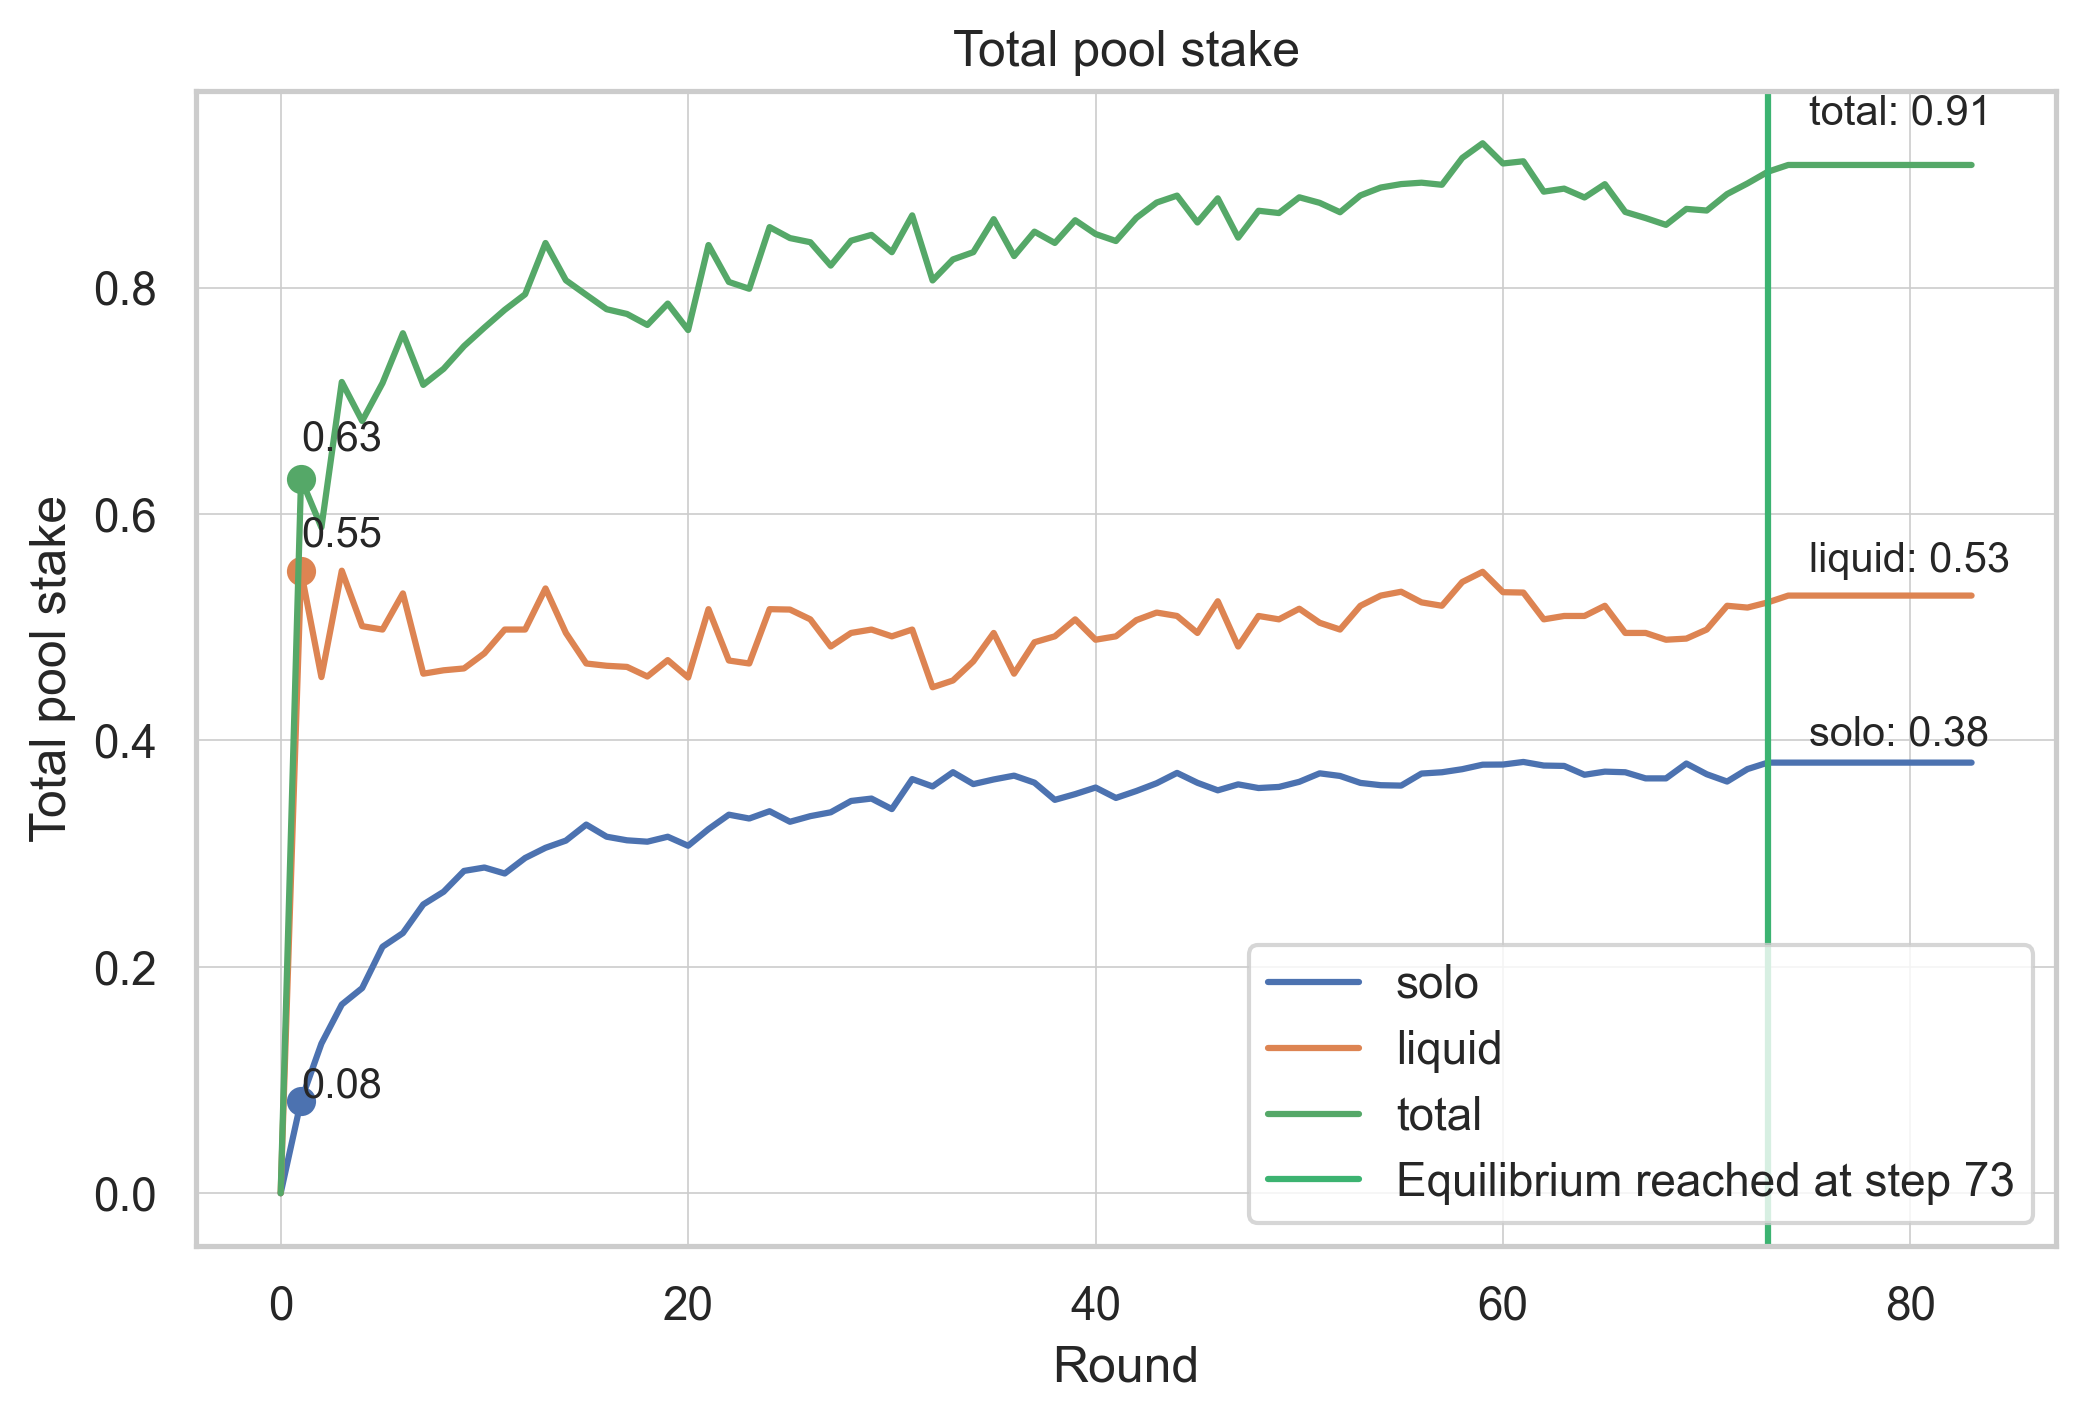 Total pool stake
total: 0.91
0.8
0.63
0.6
0.55
liquid: 0.53
Total pool stake
0.4
solo: 0.38
0.2
0.08
0.0
solo
liquid
total
Equilibrium reached at step 73
0
20
40
60
80
Round